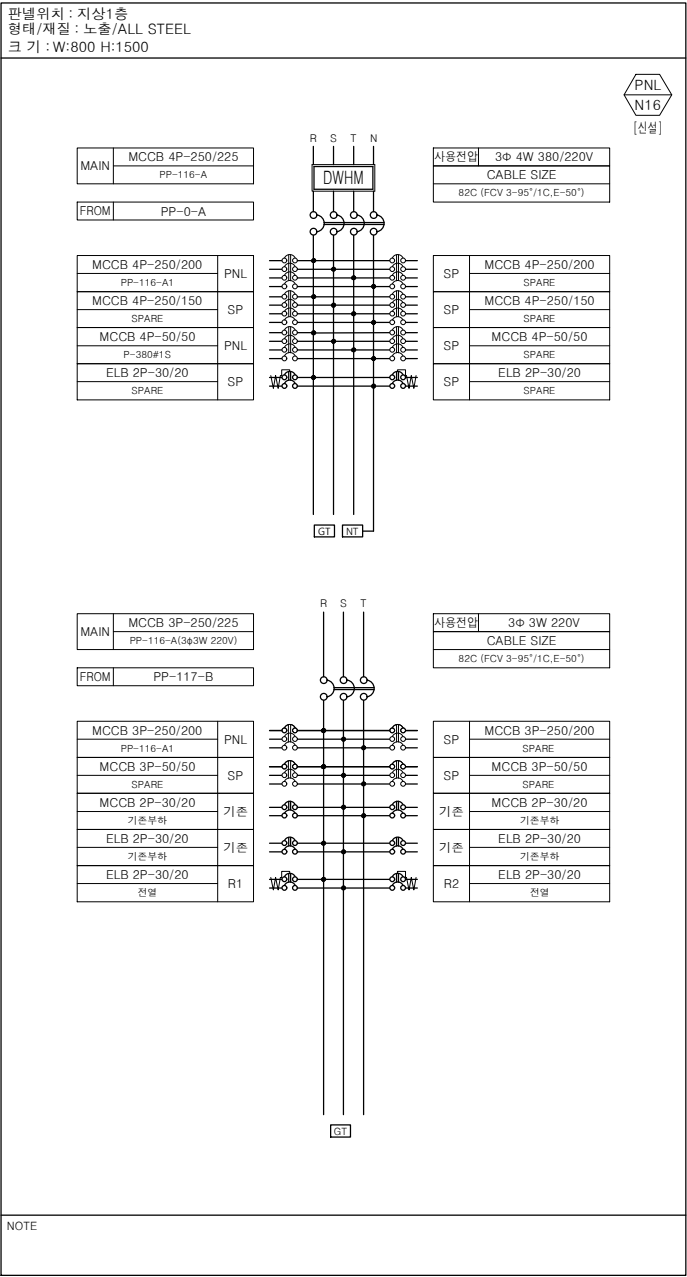 판넬위치 : 지상1층
형태/재질 : 노출/ALL STEEL
크 기 : W:800 H:1500
PNL
N16
[신설]
R S T N
MAIN
MCCB 4P-250/225
PP-116-A
DWHM
사용전압 3Φ 4W 380/220V
CABLE SIZE
82C (FCV 3-95˚/1C,E-50˚)
FROM PP-0-A
MCCB 4P-250/200
PP-116-A1
PNL
SP
MCCB 4P-250/200
SPARE
MCCB 4P-250/150
SPARE
SP
SP
MCCB 4P-250/150
SPARE
MCCB 4P-50/50
P-380#1S
PNL
SP
MCCB 4P-50/50
SPARE
ELB 2P-30/20
SPARE
SP
SP
ELB 2P-30/20
SPARE
GT NT
R S T
MAIN
MCCB 3P-250/225
PP-116-A(3ϕ3W 220V)
사용전압 3Φ 3W 220V
CABLE SIZE
82C (FCV 3-95˚/1C,E-50˚)
FROM PP-117-B
MCCB 3P-250/200
PP-116-A1
PNL
SP
MCCB 3P-250/200
SPARE
MCCB 3P-50/50
SPARE
SP
SP
MCCB 3P-50/50
SPARE
MCCB 2P-30/20
기존부하
기존
기존
MCCB 2P-30/20
기존부하
ELB 2P-30/20
기존부하
기존
기존
ELB 2P-30/20
기존부하
ELB 2P-30/20
전열
R1
R2
ELB 2P-30/20
전열
GT
NOTE